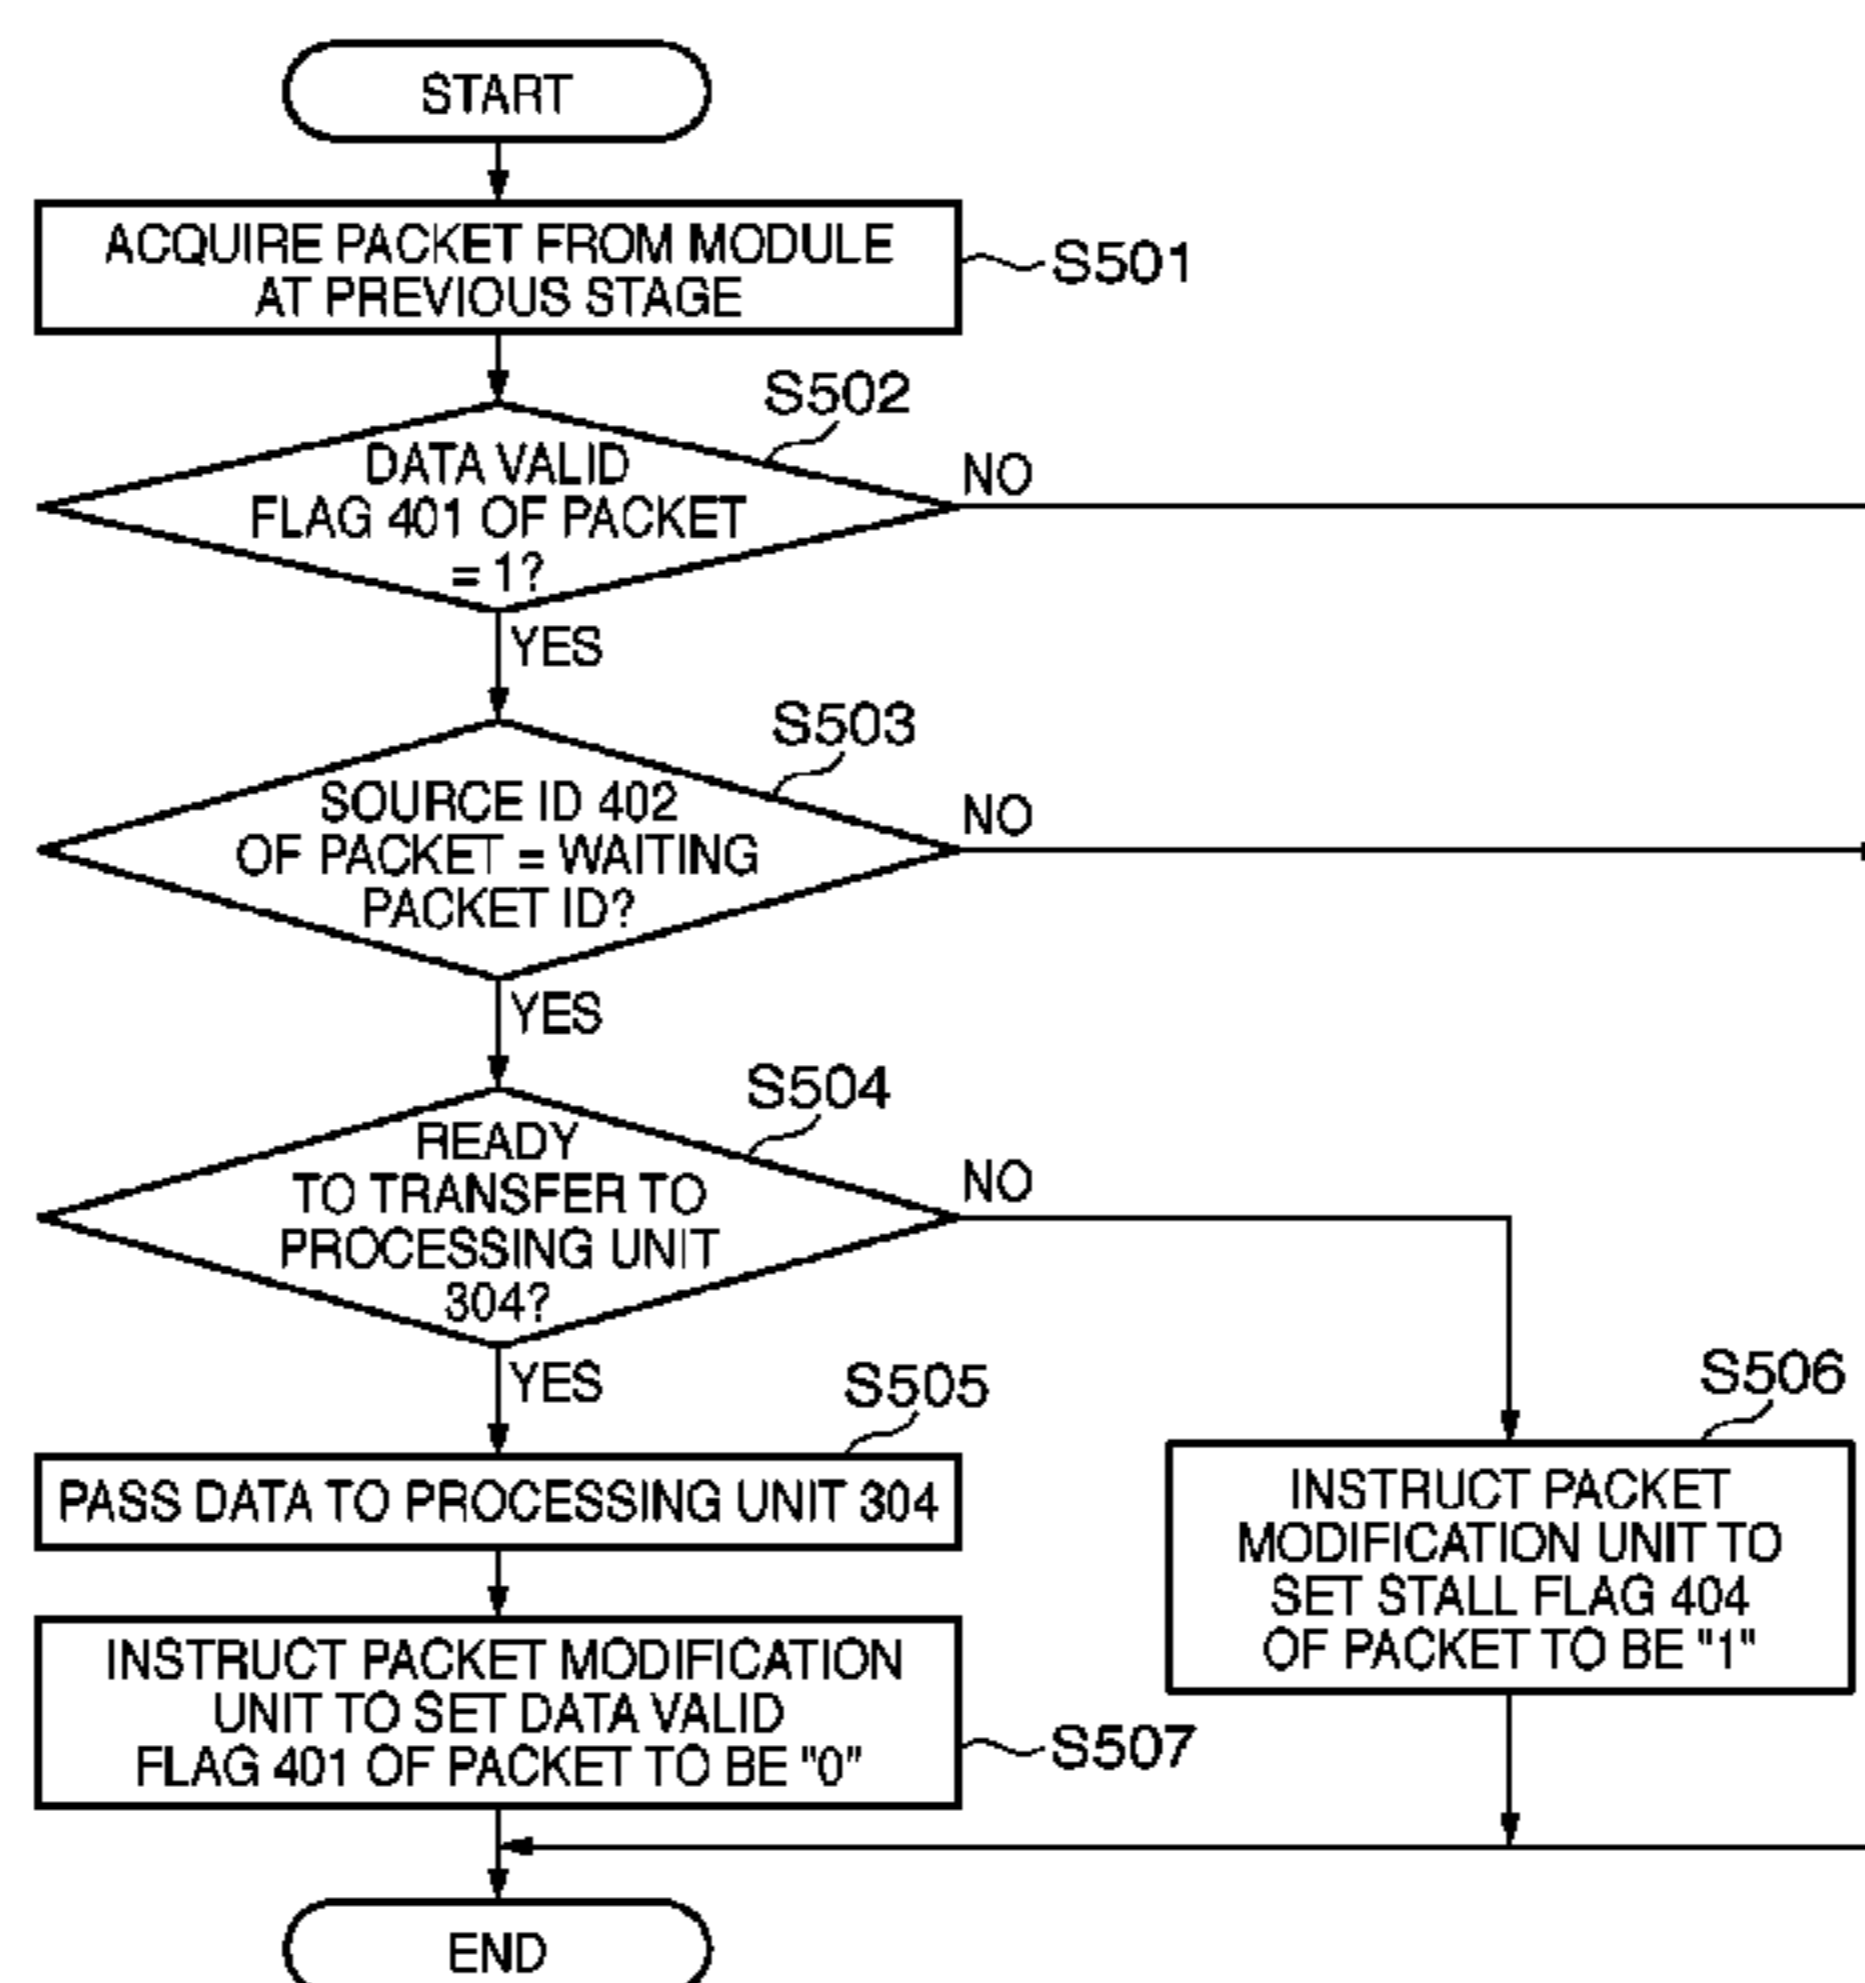 START
ACQUIRE PACKET FROM MODULE
AT PREVIOUS STAGE
S501
S502
DATA VALID
FLAG 401 OF PACKET
= 1?
NO
YES
S503
SOURCE ID 402
OF PACKET = WAITING
PACKET ID?
NO
YES
S504
READY
TO TRANSFER TO
PROCESSING UNIT
304?
NO
YES
S505
PASS DATA TO PROCESSING UNIT 304
S506
INSTRUCT PACKET
MODIFICATION UNIT TO
SET STALL FLAG 404
OF PACKET TO BE "1"
INSTRUCT PACKET MODIFICATION
UNIT TO SET DATA VALID
FLAG 401 OF PACKET TO BE "0"
S507
END